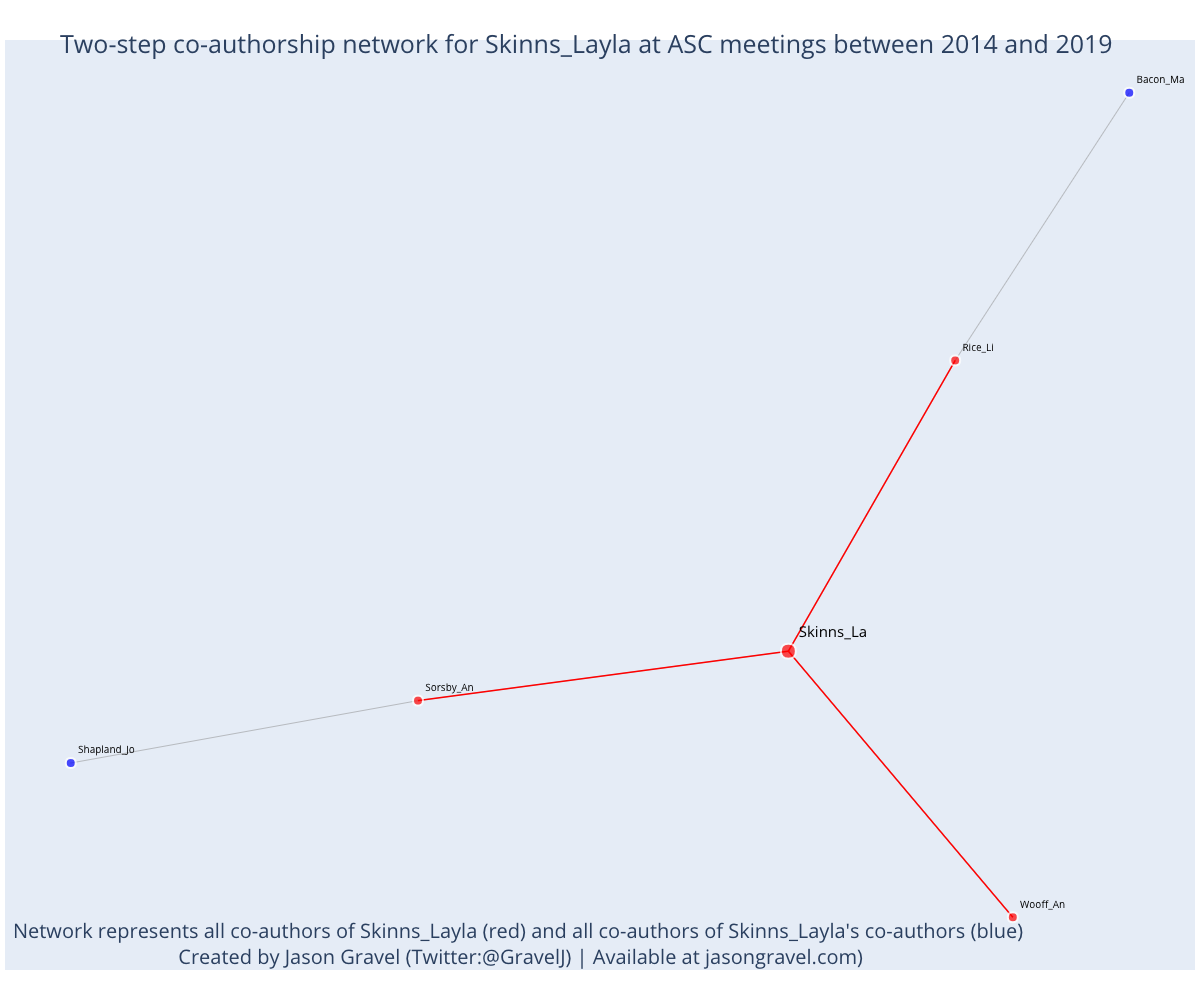 Two-step co-authorship network for Skinns_Layla at ASC meetings between 2014 and 2019
Bacon_Ma
Rice_Li
Skinns_La
Sorsby_An
Shapland_Jo
Wooff_An
Network represents all co-authors of Skinns_Layla (red) and all co-authors of Skinns_Layla's co-authors (blue)
Created by Jason Gravel (Twitter:@GravelJ) | Available at jasongravel.com)